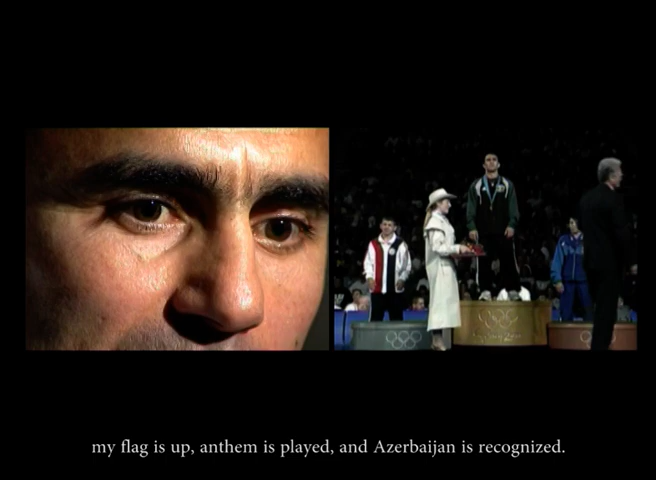 my flag is up, anthem is played, and Azerbaijan is recognized.